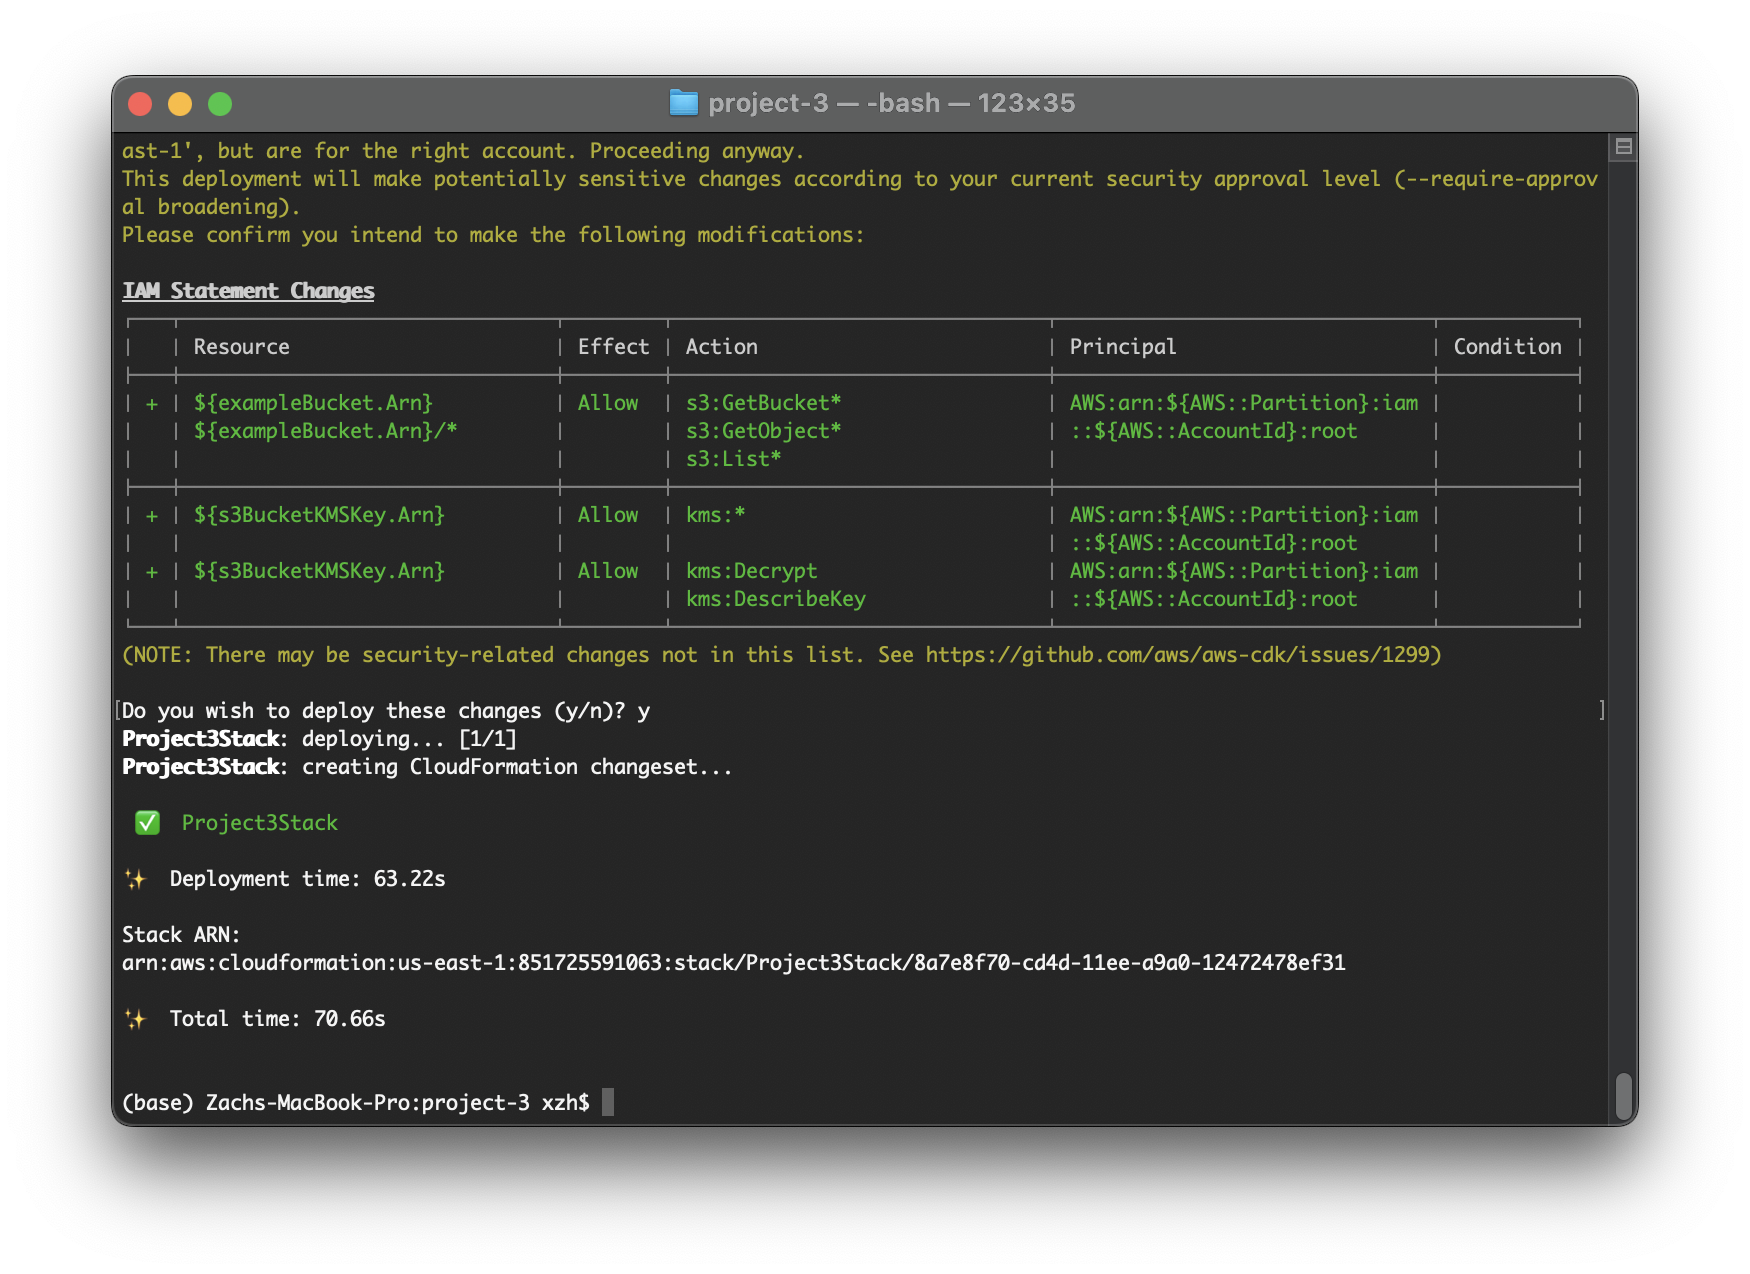 project-3 — -bash — 123×35
ast-1', but are for the right account. Proceeding anyway.
This deployment will make potentially sensitive changes according to your current security approval level (--require-approv
al broadening).
Please confirm you intend to make the following modifications:
IAM Statement Changes
| | Resource | Effect | Action | Principal | Condition |
| + | ${exampleBucket.Arn} | Allow | s3:GetBucket* | AWS:arn:${AWS::Partition}:iam | |
| | ${exampleBucket.Arn}/* | | s3:GetObject* | ::${AWS::AccountId}:root | |
| | | | s3:List* | | |
| + | ${s3BucketKMSKey.Arn} | Allow | kms:* | AWS:arn:${AWS::Partition}:iam | |
| | | | | ::${AWS::AccountId}:root | |
| + | ${s3BucketKMSKey.Arn} | Allow | kms:Decrypt | AWS:arn:${AWS::Partition}:iam | |
| | | | kms:DescribeKey | ::${AWS::AccountId}:root | |
(NOTE: There may be security-related changes not in this list. See https://github.com/aws/aws-cdk/issues/1299)
[Do you wish to deploy these changes (y/n)? y ]
Project3Stack: deploying... [1/1]
Project3Stack: creating CloudFormation changeset...
✅ Project3Stack
✨ Deployment time: 63.22s
Stack ARN:
arn:aws:cloudformation:us-east-1:851725591063:stack/Project3Stack/8a7e8f70-cd4d-11ee-a9a0-12472478ef31
✨ Total time: 70.66s
(base) Zachs-MacBook-Pro:project-3 xzh$